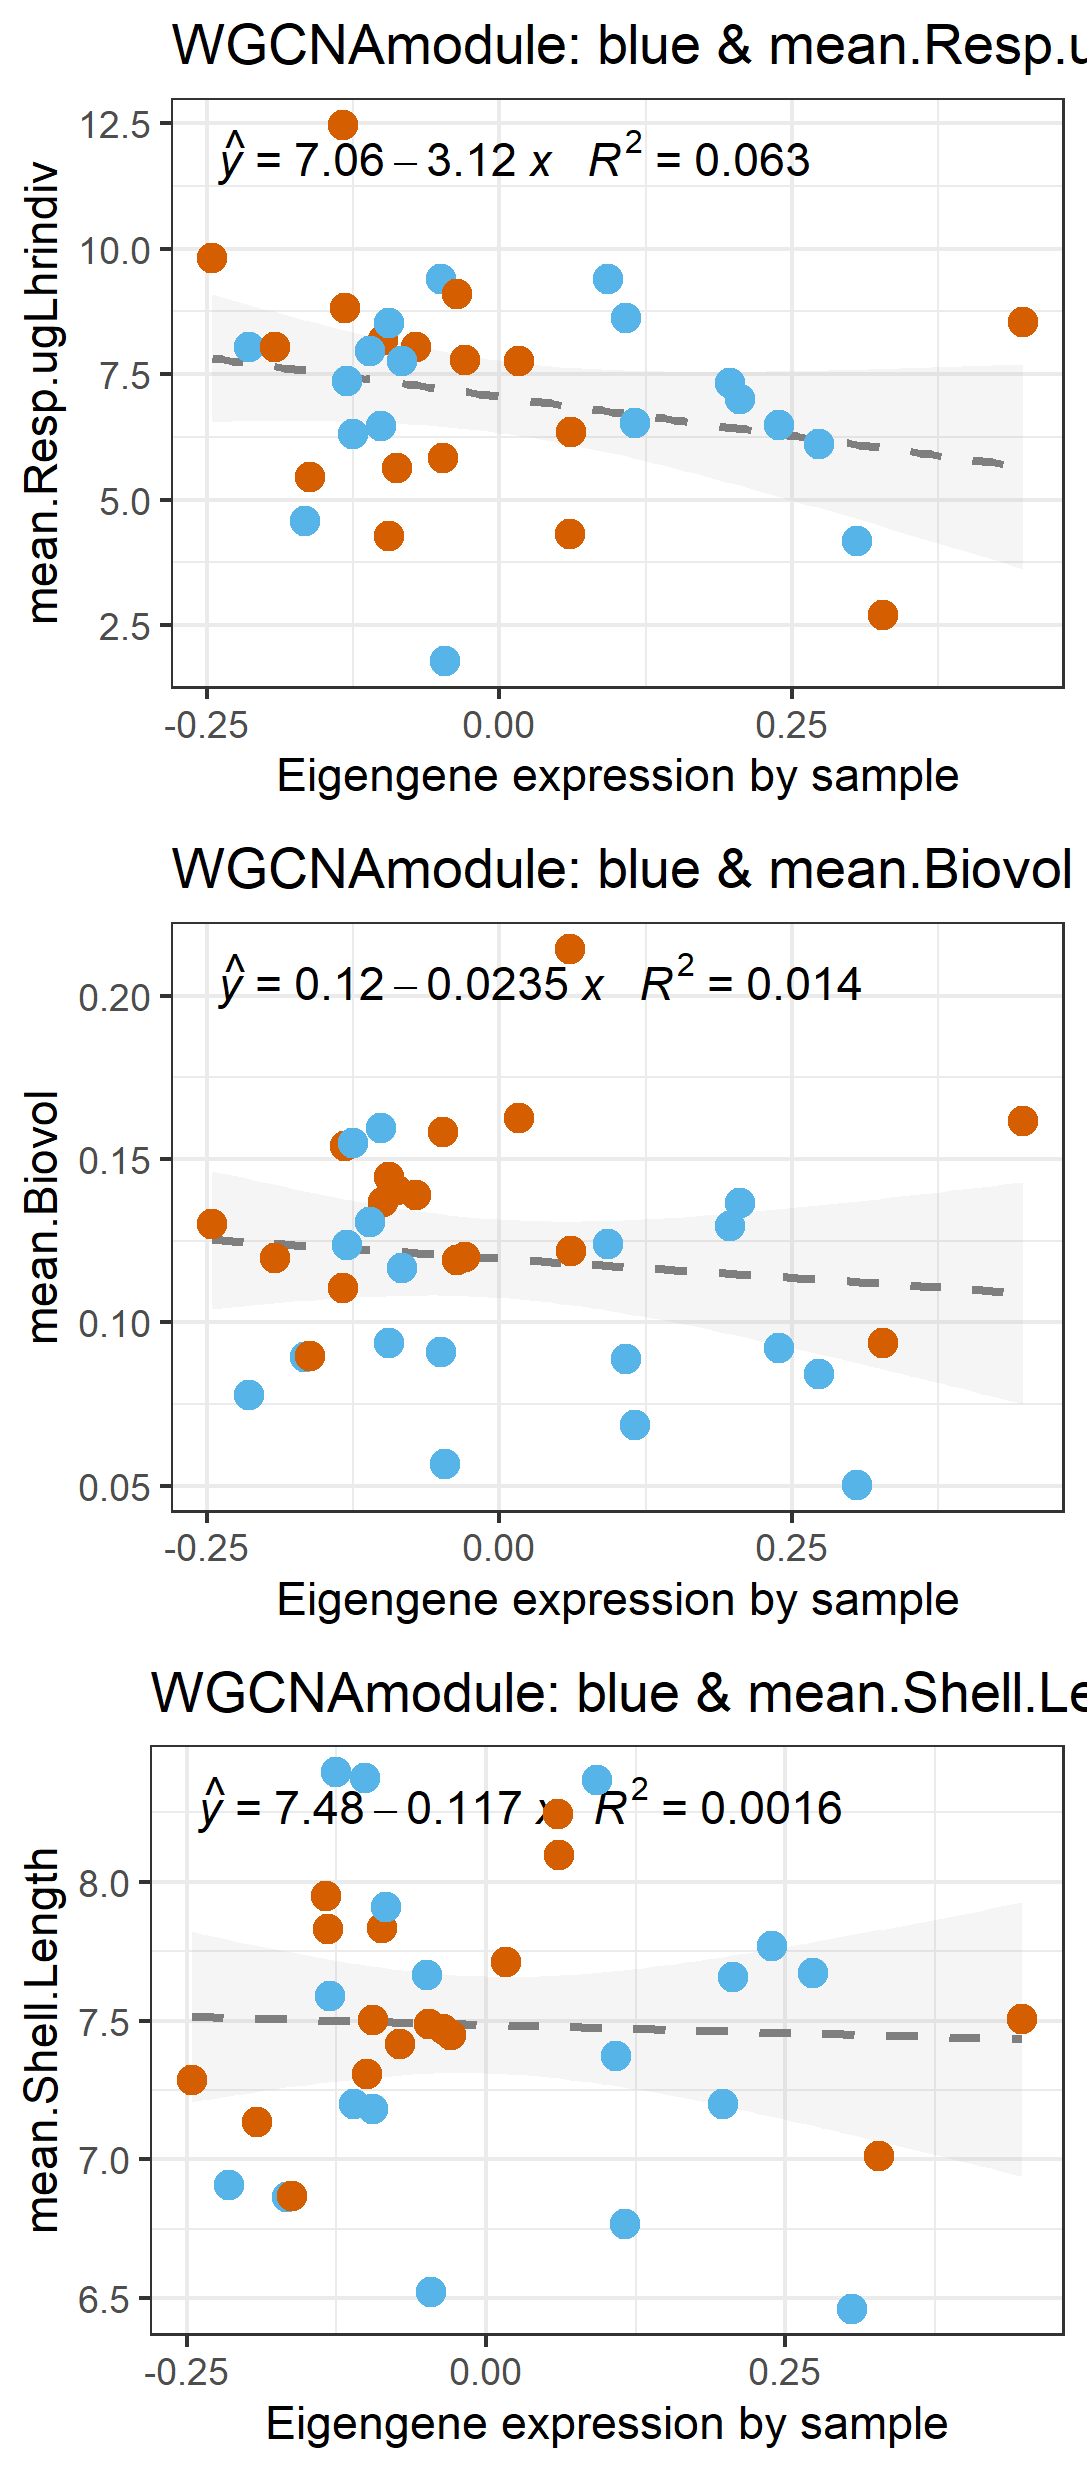 WGCNAmodule: blue & mean.Resp.u
12.5
ŷ = 7.06 – 3.12 x R² = 0.063
10.0
7.5
5.0
2.5
mean.Resp.ugLhrindiv
-0.25 0.00 0.25
Eigengene expression by sample
WGCNAmodule: blue & mean.Biovol
ŷ = 0.12 – 0.0235 x R² = 0.014
0.20
0.15
0.10
0.05
mean.Biovol
-0.25 0.00 0.25
Eigengene expression by sample
WGCNAmodule: blue & mean.Shell.Le
ŷ = 7.48 – 0.117 x R² = 0.0016
8.0
7.5
7.0
6.5
mean.Shell.Length
-0.25 0.00 0.25
Eigengene expression by sample